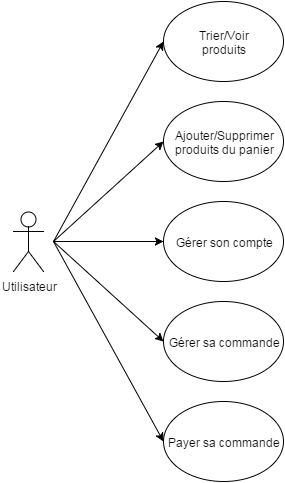 Trier/Voir
produits
Ajouter/Supprimer
produits du panier
Gérer son compte
Utilisateur
Gérer sa commande
Payer sa commande